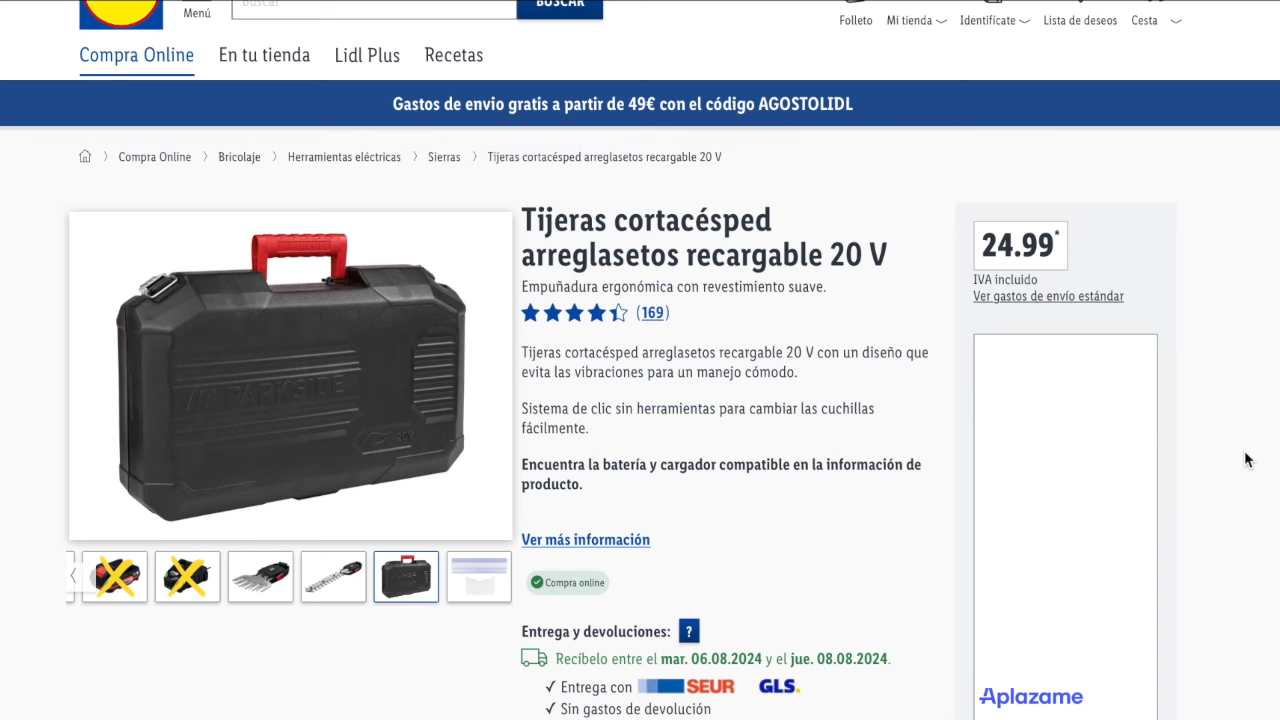 Buscar
BUSCAR
Menú
Folleto
Mi tienda
Identifícate
Lista de deseos
Cesta
Compra Online
En tu tienda
Lidl Plus
Recetas
Gastos de envio gratis a partir de 49€ con el código AGOSTOLIDL
Compra Online
Bricolaje
Herramientas eléctricas
Sierras
Tijeras cortacésped arreglasetos recargable 20 V
PARKSIDE
Tijeras cortacésped
arreglasetos recargable 20 V
Empuñadura ergonómica con revestimiento suave.
(169)
Tijeras cortacésped arreglasetos recargable 20 V con un diseño que
evita las vibraciones para un manejo cómodo.
Sistema de clic sin herramientas para cambiar las cuchillas
fácilmente.
Encuentra la batería y cargador compatible en la información de
producto.
Ver más información
Compra online
Entrega y devoluciones: ?
Recíbelo entre el mar. 06.08.2024 y el jue. 08.08.2024.
✓ Entrega con SEUR GLS.
✓ Sin gastos de devolución
24.99*
IVA incluido
Ver gastos de envío estándar
Aplazame